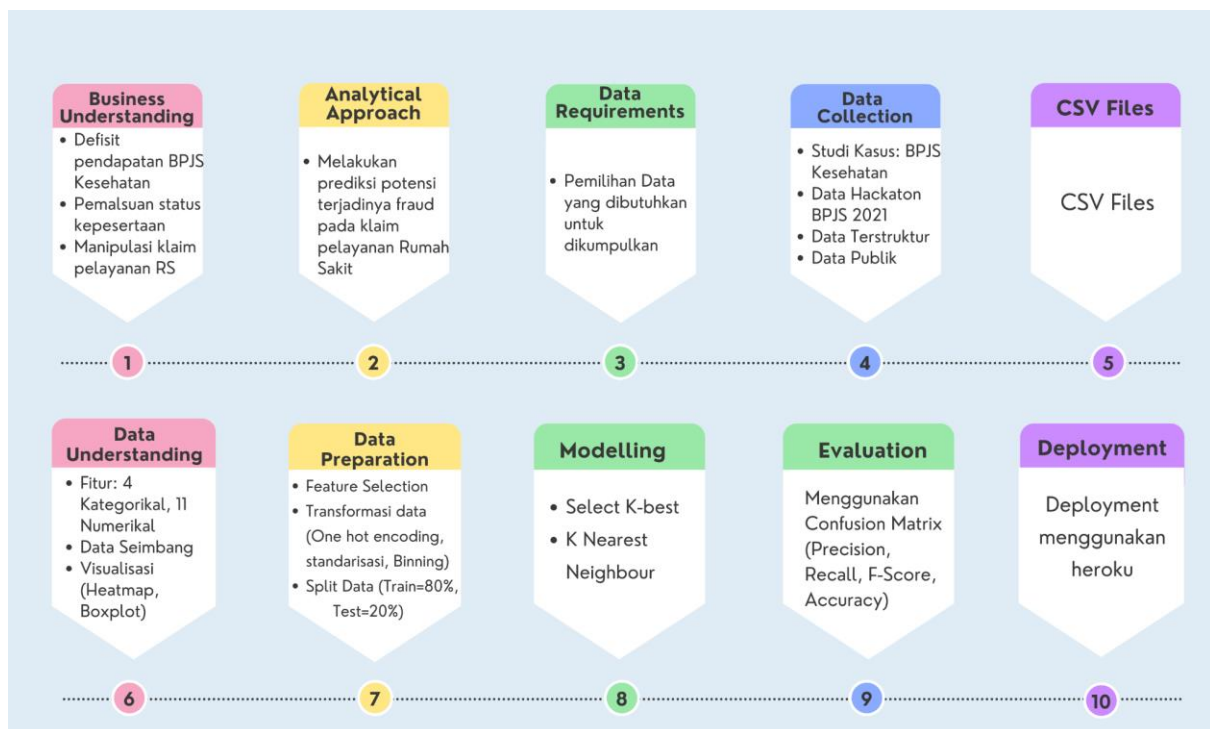 Business
Understanding
• Defisit
pendapatan BPJS
Kesehatan
• Pemalsuan status
kepesertaan
• Manipulasi klaim
pelayanan RS
Analytical
Approach
• Melakukan
prediksi potensi
terjadinya fraud
pada klaim
pelayanan Rumah
Sakit
Data
Requirements
• Pemilihan Data
yang dibutuhkan
untuk
dikumpulkan
Data
Collection
• Studi Kasus: BPJS
Kesehatan
• Data Hackaton
BPJS 2021
• Data Terstruktur
• Data Publik
CSV Files
CSV Files
1
2
3
4
5
Data
Understanding
• Fitur: 4
Kategorikal, 11
Numerikal
• Data Seimbang
• Visualisasi
(Heatmap,
Boxplot)
Data
Preparation
• Feature Selection
• Transformasi data
(One hot encoding,
standarisasi, Binning)
• Split Data (Train=80%,
Test=20%)
Modelling
• Select K-best
• K Nearest
Neighbour
Evaluation
Menggunakan
Confusion Matrix
(Precision,
Recall, F-Score,
Accuracy)
Deployment
Deployment
menggunakan
heroku
6
7
8
9
10